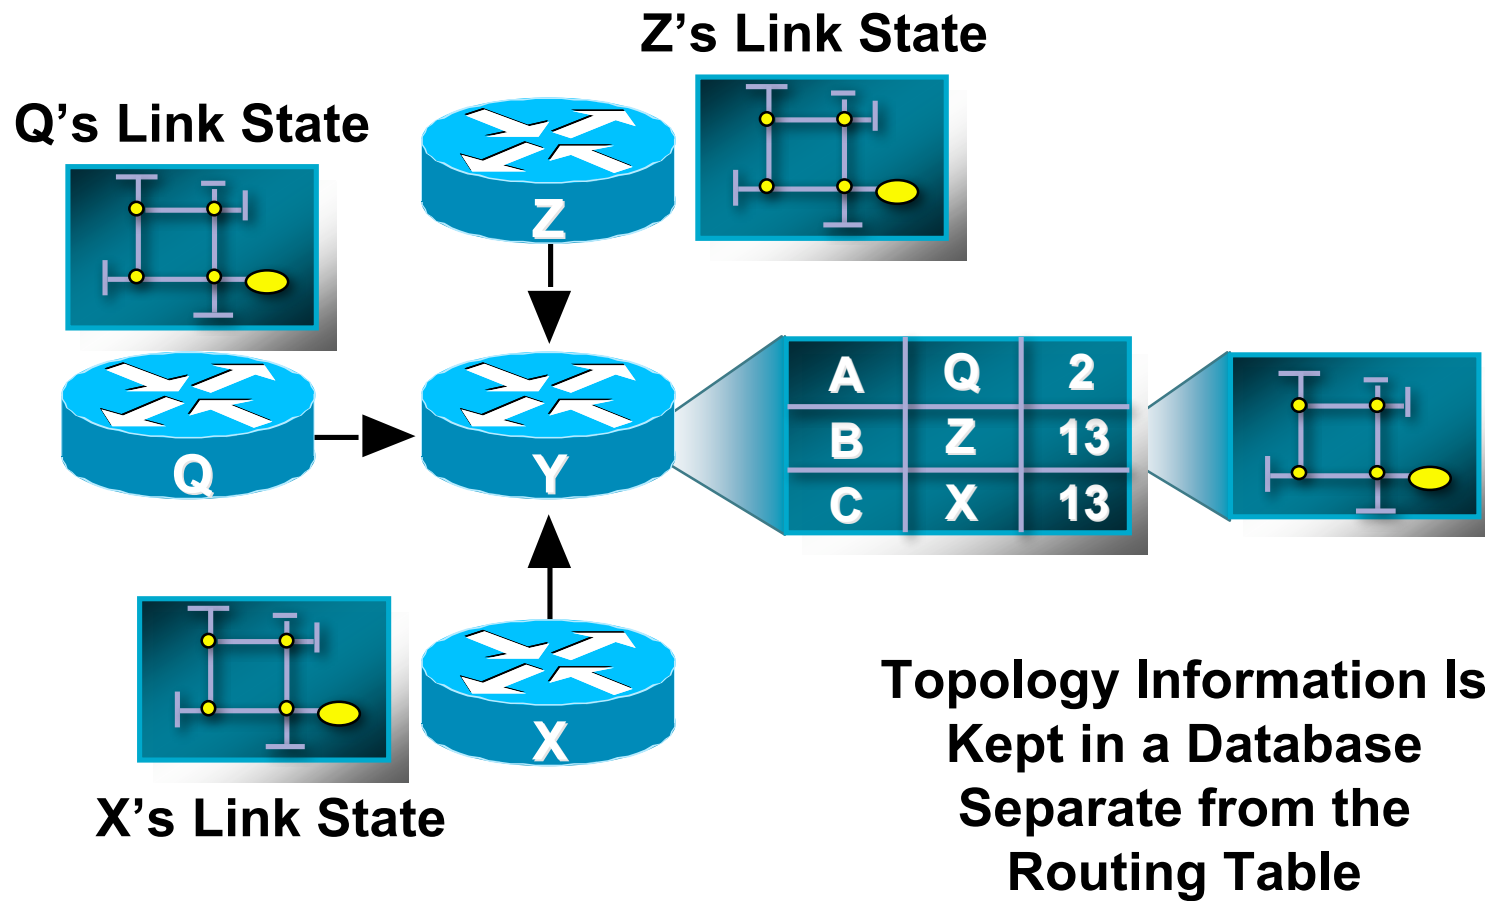 Z’s Link State
Q’s Link State
Z
Q
Y
A Q 2
B Z 13
C X 13
X
X’s Link State
Topology Information Is
Kept in a Database
Separate from the
Routing Table